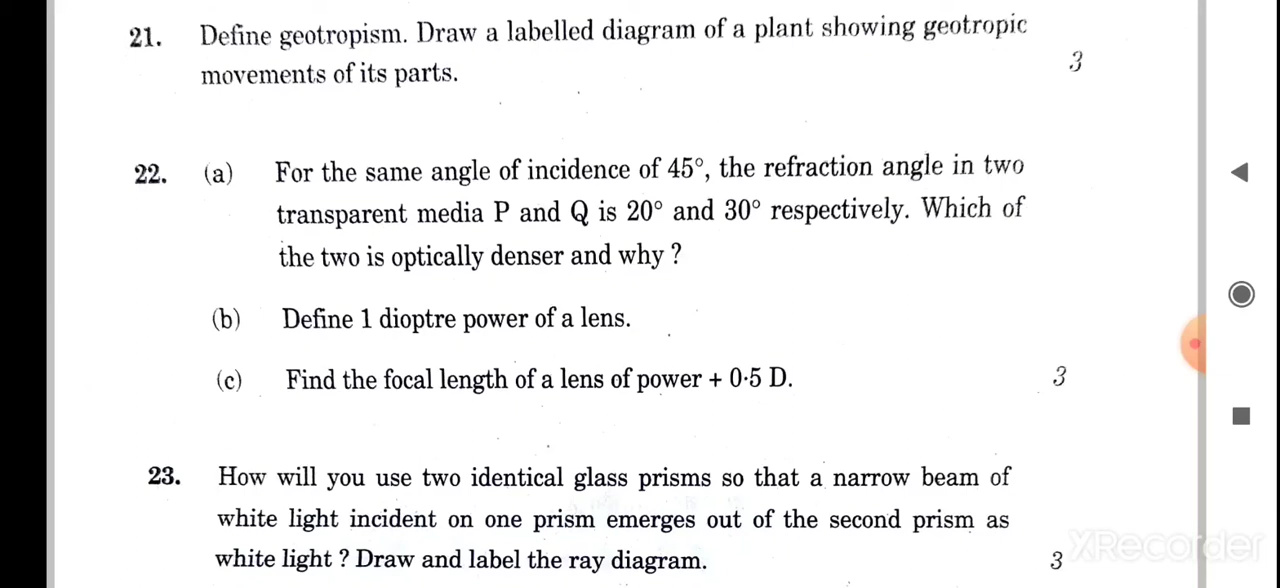 21. Define geotropism. Draw a labelled diagram of a plant showing geotropic
movements of its parts.
3
22. (a) For the same angle of incidence of 45°, the refraction angle in two
transparent media P and Q is 20° and 30° respectively. Which of
the two is optically denser and why ?
(b) Define 1 dioptre power of a lens.
(c) Find the focal length of a lens of power + 0·5 D.
3
23. How will you use two identical glass prisms so that a narrow beam of
white light incident on one prism emerges out of the second prism as
white light ? Draw and label the ray diagram.
3
XRecorder